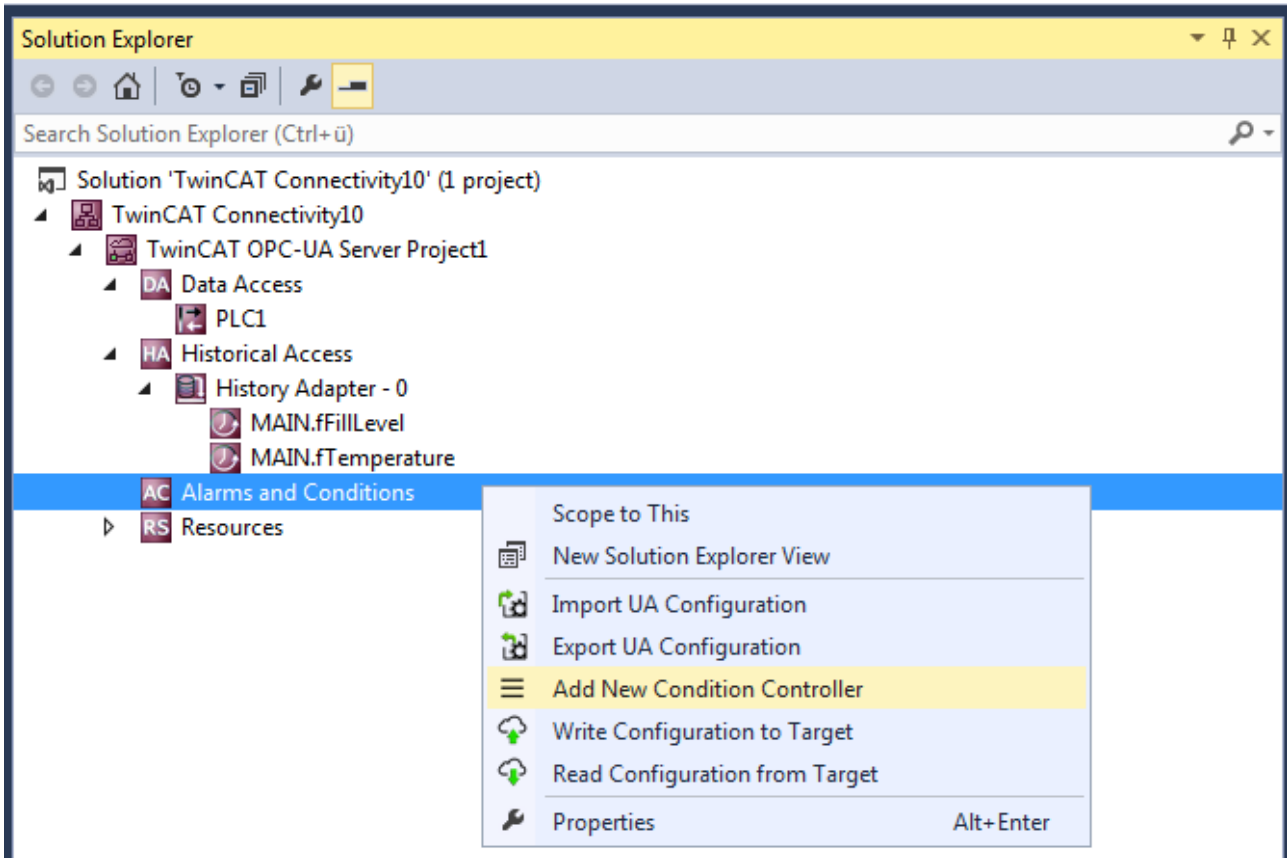 Solution Explorer
Search Solution Explorer (Ctrl+ü)
Solution 'TwinCAT Connectivity10' (1 project)
TwinCAT Connectivity10
TwinCAT OPC-UA Server Project1
DA Data Access
PLC1
HA Historical Access
History Adapter - 0
MAIN.fFillLevel
MAIN.fTemperature
AC Alarms and Conditions
RS Resources
Scope to This
New Solution Explorer View
Import UA Configuration
Export UA Configuration
Add New Condition Controller
Write Configuration to Target
Read Configuration from Target
Properties Alt+Enter